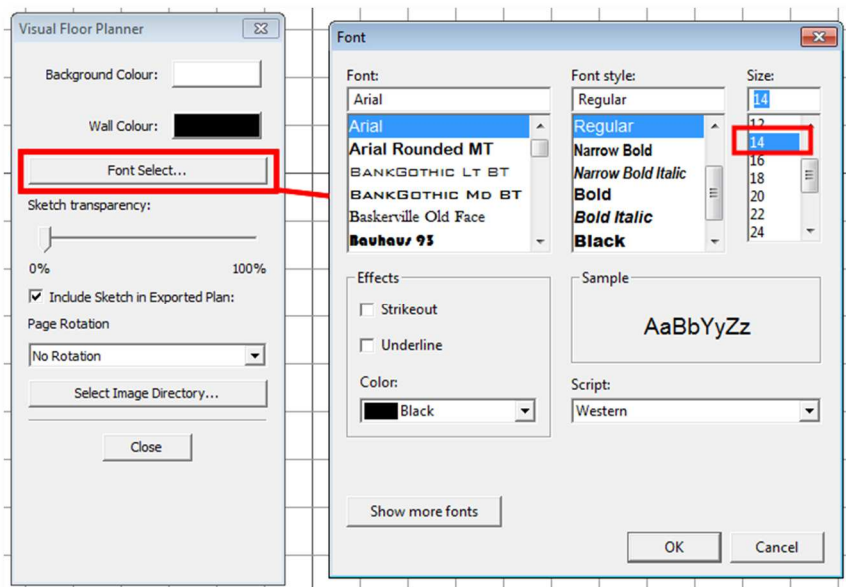 Visual Floor Planner
Background Colour:
Wall Colour:
Font Select...
Sketch transparency:
0% 100%
Include Sketch in Exported Plan:
Page Rotation
No Rotation
Select Image Directory...
Close
Font
Font:
Arial
Arial
Arial Rounded MT
BankGothic Lt BT
BankGothic Md BT
Baskerville Old Face
Bauhaus 93
Font style:
Regular
Regular
Narrow Bold
Narrow Bold Italic
Bold
Bold Italic
Black
Size:
14
12
14
16
18
20
22
24
Effects
Strikeout
Underline
Color:
Black
Sample
AaBbYyZz
Script:
Western
Show more fonts
OK
Cancel